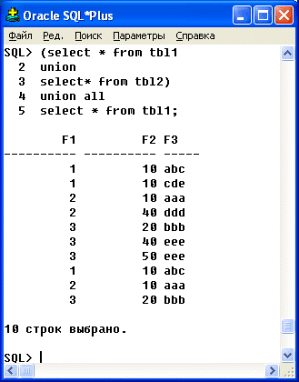 Oracle SQL*Plus
Файл Ред. Поиск Параметры Справка
SQL> (select * from tbl1
2 union
3 select* from tbl2)
4 union all
5 select * from tbl1;
F1 F2 F3
---------- ---------- -----
1 10 abc
1 10 cde
2 10 aaa
2 40 ddd
3 20 bbb
3 40 eee
3 50 eee
1 10 abc
2 10 aaa
3 20 bbb
10 строк выбрано.
SQL>